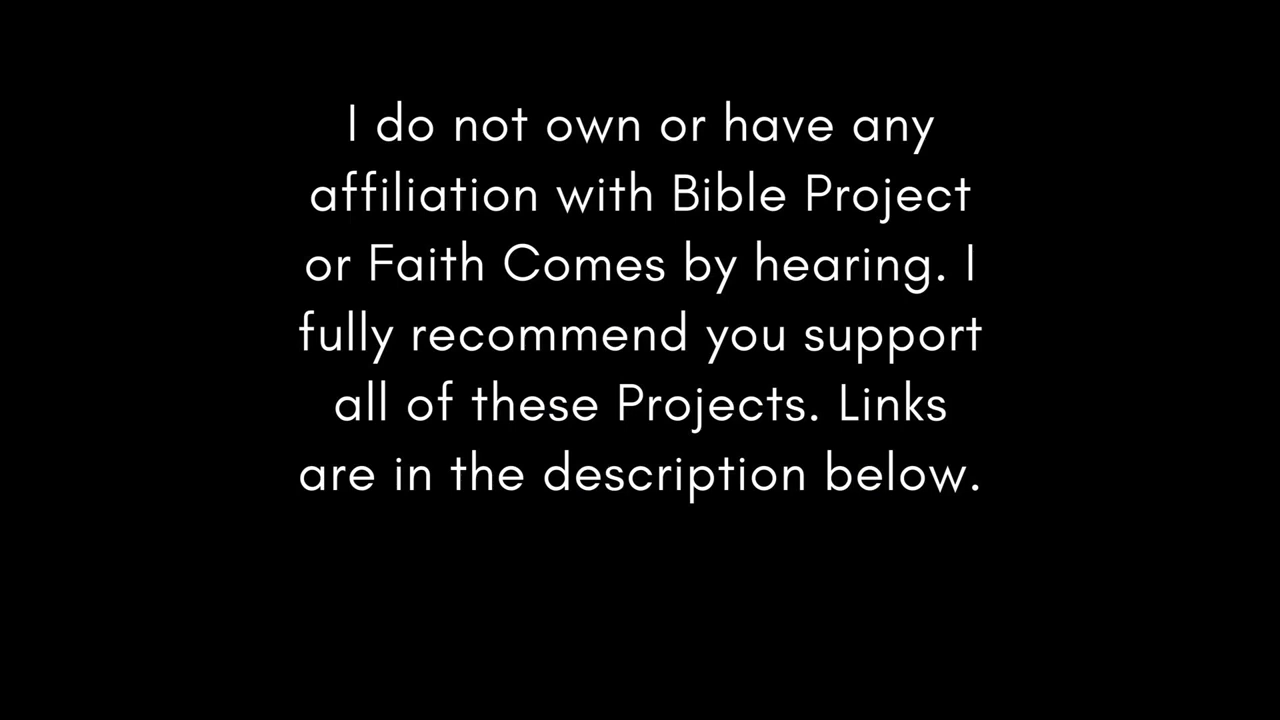 I do not own or have any
affiliation with Bible Project
or Faith Comes by hearing. I
fully recommend you support
all of these Projects. Links
are in the description below.